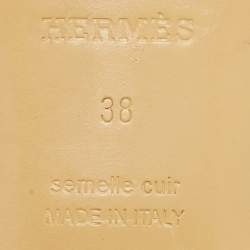 HERMÈS
38
semelle cuir
MADE IN ITALY